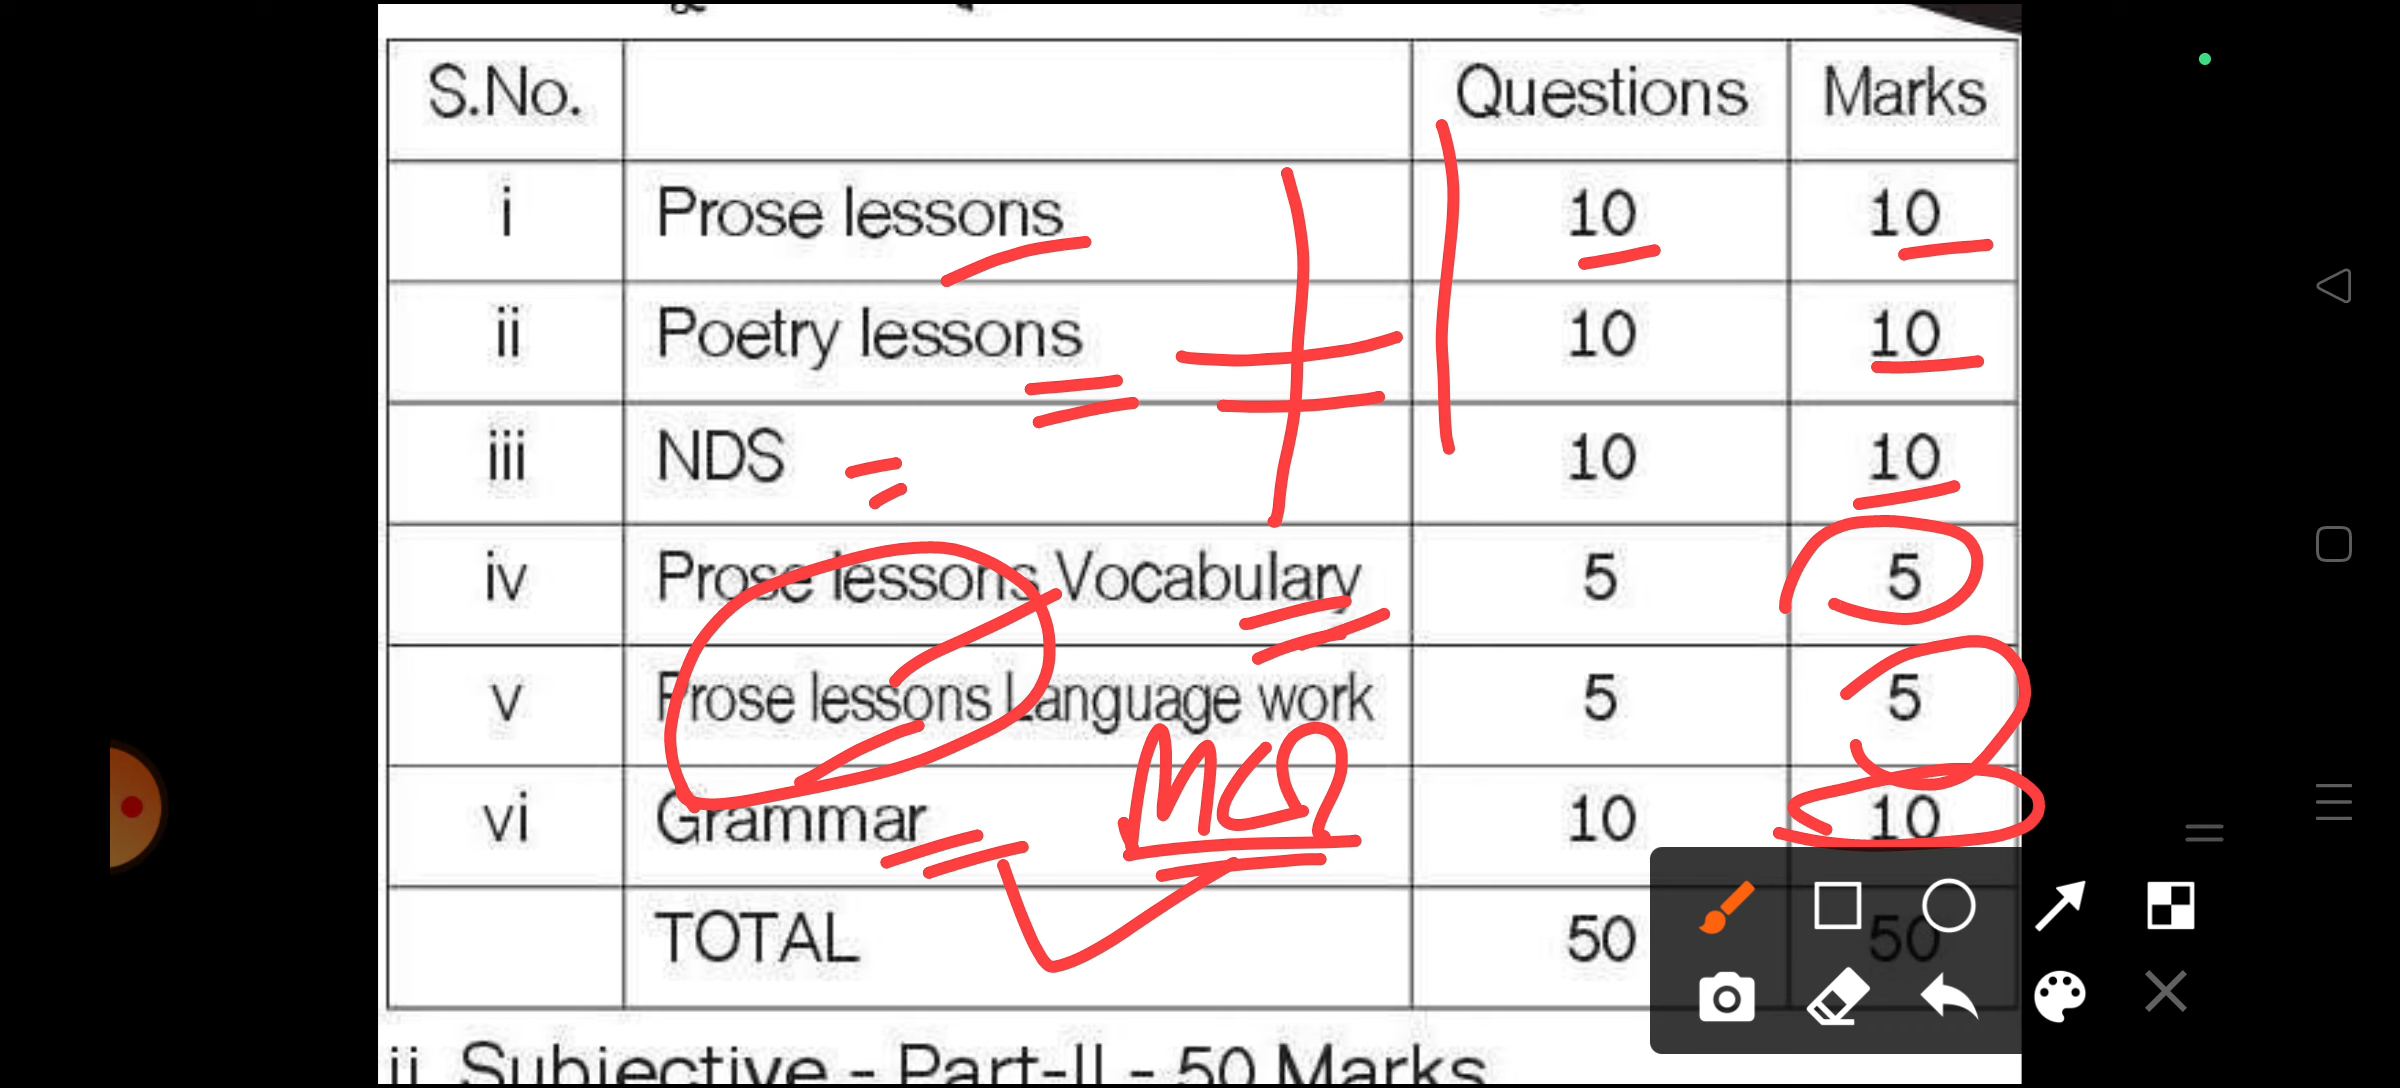 S.No. Questions Marks
i Prose lessons 10 10
ii Poetry lessons 10 10
iii NDS 10 10
iv Prose lessons Vocabulary 5 5
v Prose lessons Language work 5 5
MCQ
vi Grammar 10 10
TOTAL 50 50
ii. Subjective - Part-II - 50 Marks